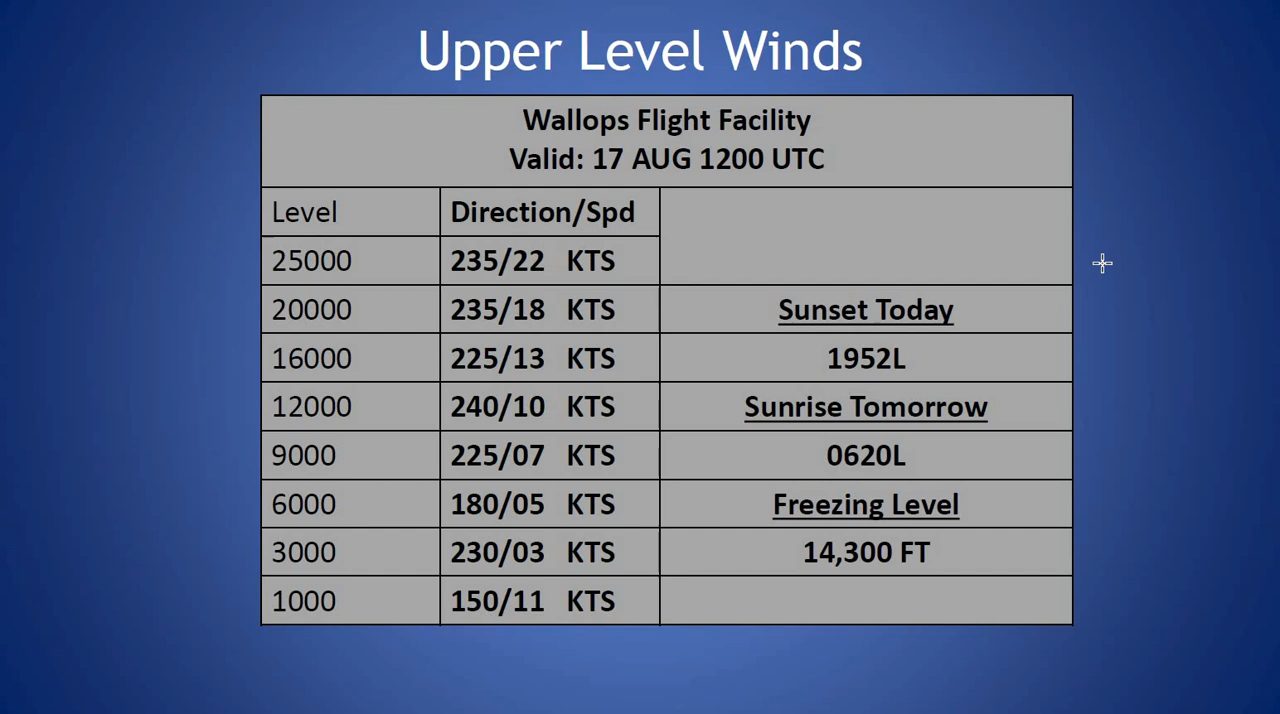 Upper Level Winds
Wallops Flight Facility
Valid: 17 AUG 1200 UTC
Level Direction/Spd
25000 235/22 KTS
20000 235/18 KTS Sunset Today
16000 225/13 KTS 1952L
12000 240/10 KTS Sunrise Tomorrow
9000 225/07 KTS 0620L
6000 180/05 KTS Freezing Level
3000 230/03 KTS 14,300 FT
1000 150/11 KTS